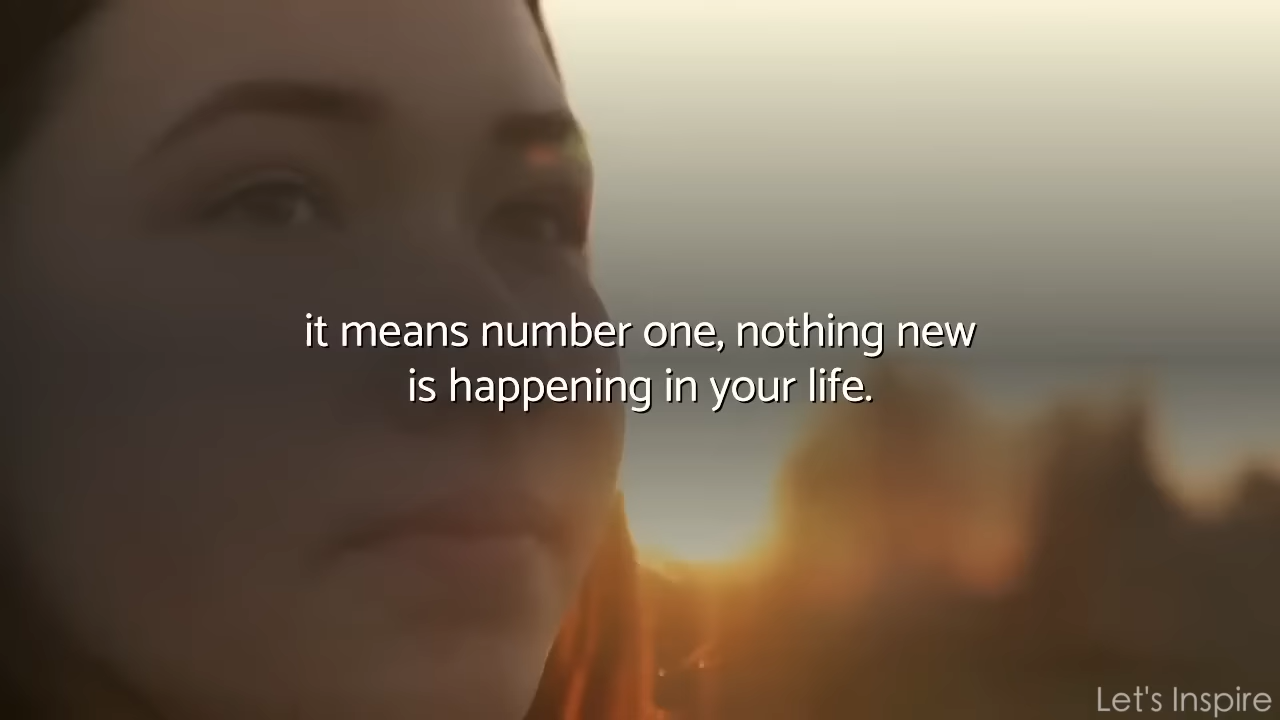 it means number one, nothing new
is happening in your life.
Let's Inspire